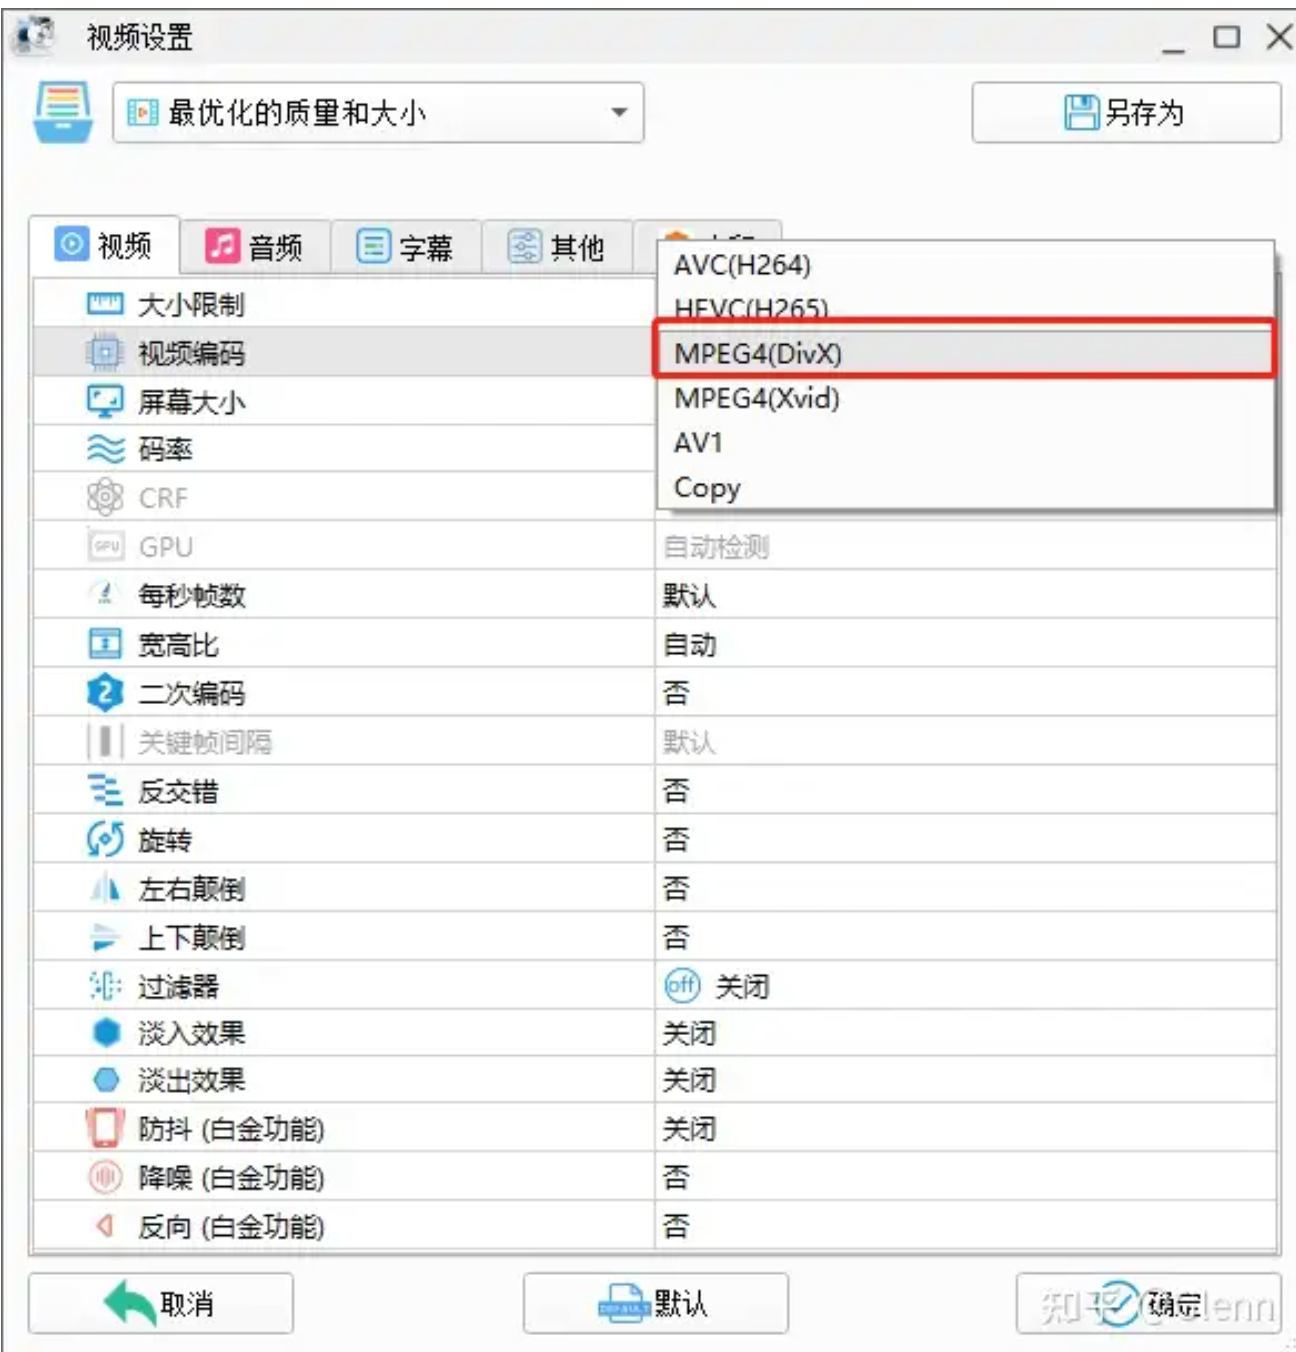 视频设置
最优化的质量和大小
另存为
视频 音频 字幕 其他
大小限制
AVC(H264)
HEVC(H265)
视频编码
MPEG4(DivX)
屏幕大小
MPEG4(Xvid)
码率
AV1
CRF
Copy
GPU GPU 自动检测
每秒帧数 默认
宽高比 自动
2 二次编码 否
关键帧间隔 默认
反交错 否
旋转 否
左右颠倒 否
上下颠倒 否
过滤器 off 关闭
淡入效果 关闭
淡出效果 关闭
防抖 (白金功能) 关闭
降噪 (白金功能) 否
反向 (白金功能) 否
取消
DEFAULT 默认
确定
知乎 @Glenn